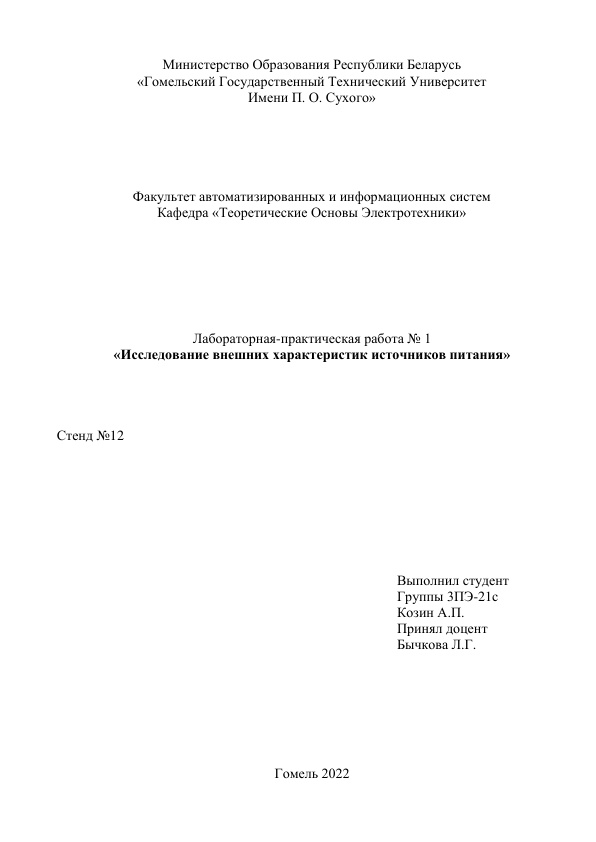 Министерство Образования Республики Беларусь
«Гомельский Государственный Технический Университет
Имени П. О. Сухого»
Факультет автоматизированных и информационных систем
Кафедра «Теоретические Основы Электротехники»
Лабораторная-практическая работа № 1
«Исследование внешних характеристик источников питания»
Стенд №12
Выполнил студент
Группы ЗПЭ-21с
Козин А.П.
Принял доцент
Бычкова Л.Г.
Гомель 2022